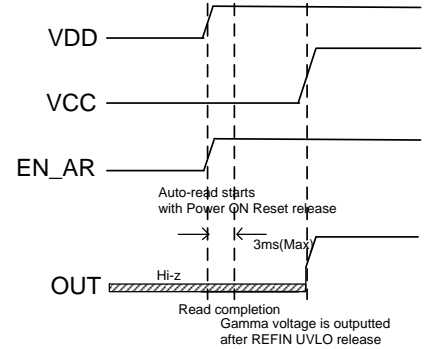 VDD
VCC
EN_AR
Auto-read starts
with Power ON Reset release
3ms(Max)
Hi-z
OUT
Read completion
Gamma voltage is outputted
after REFIN UVLO release